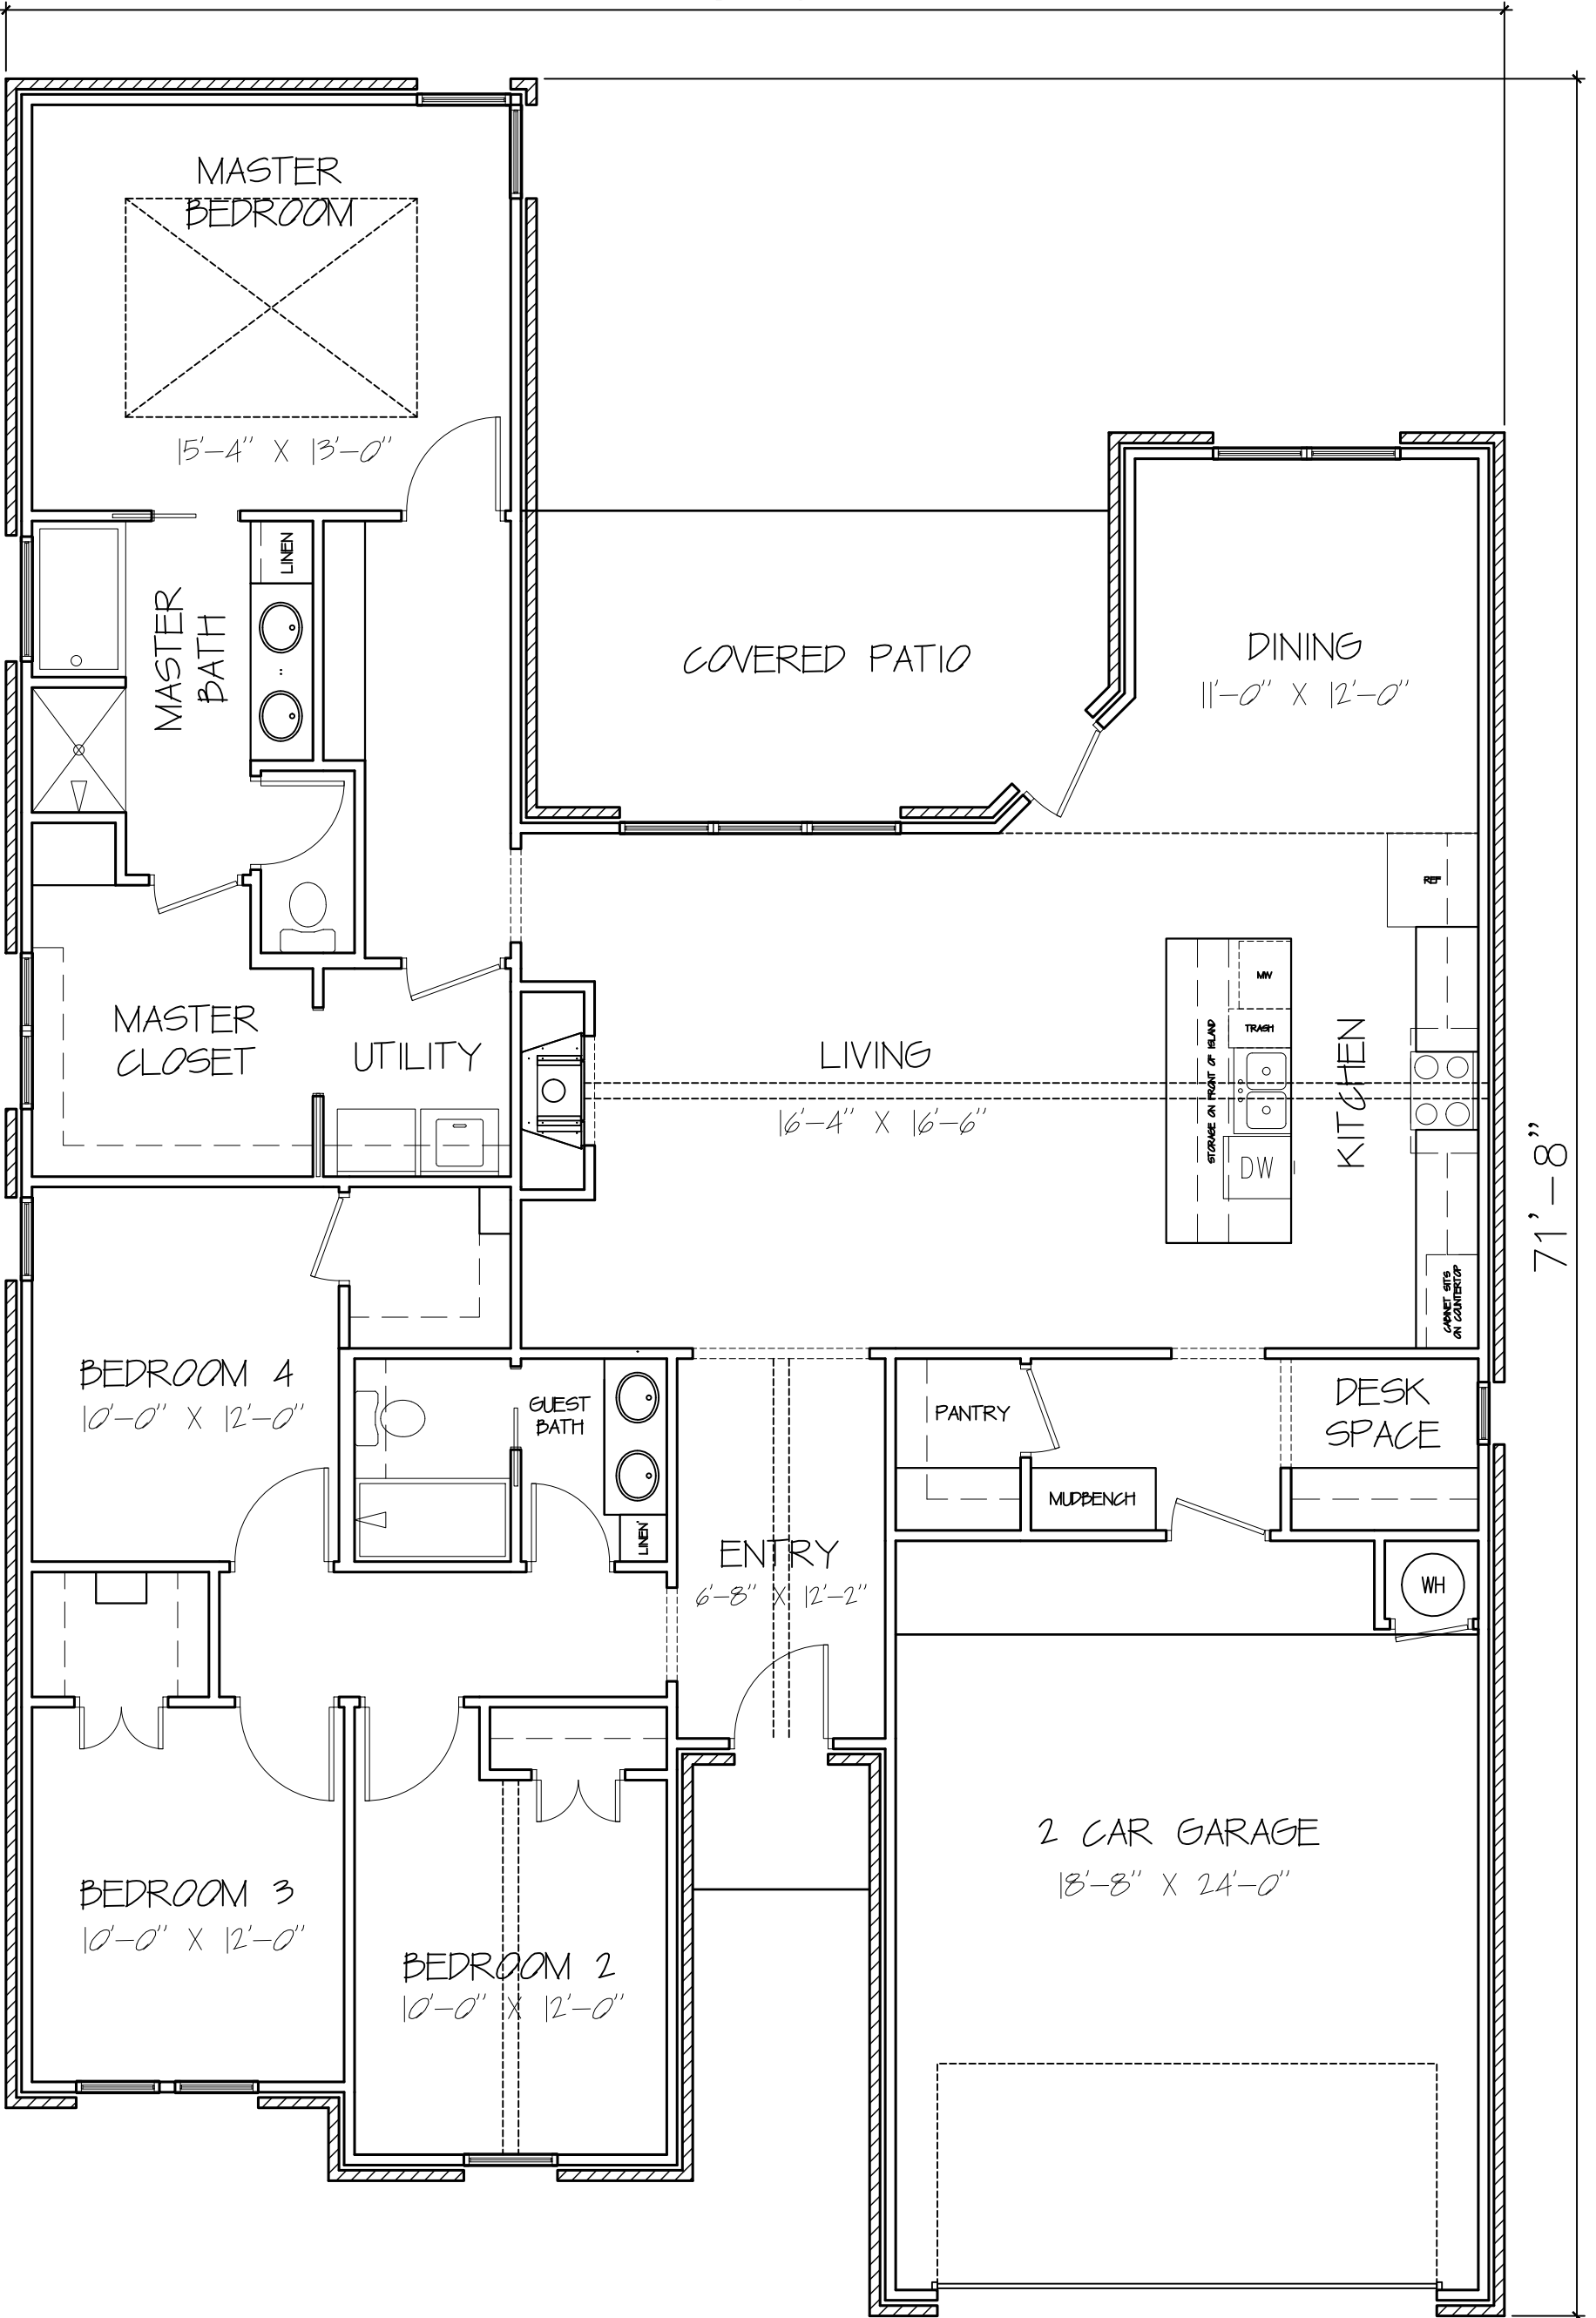 MASTER
BEDROOM
15'-4" X 13'-0"
LINEN
MASTER
BATH
COVERED PATIO
DINING
11'-0" X 12'-0"
REF
MW
TRASH
STORAGE ON FRONT OF ISLAND
KITCHEN
DW
MASTER
CLOSET
UTILITY
LIVING
16'-4" X 16'-6"
71'-8"
CABINET SITS
ON COUNTERTOP
BEDROOM 4
10'-0" X 12'-0"
GUEST
BATH
LINEN
PANTRY
DESK
SPACE
MUDBENCH
ENTRY
6'-8" X 12'-2"
WH
2 CAR GARAGE
18'-8" X 24'-0"
BEDROOM 3
10'-0" X 12'-0"
BEDROOM 2
10'-0" X 12'-0"